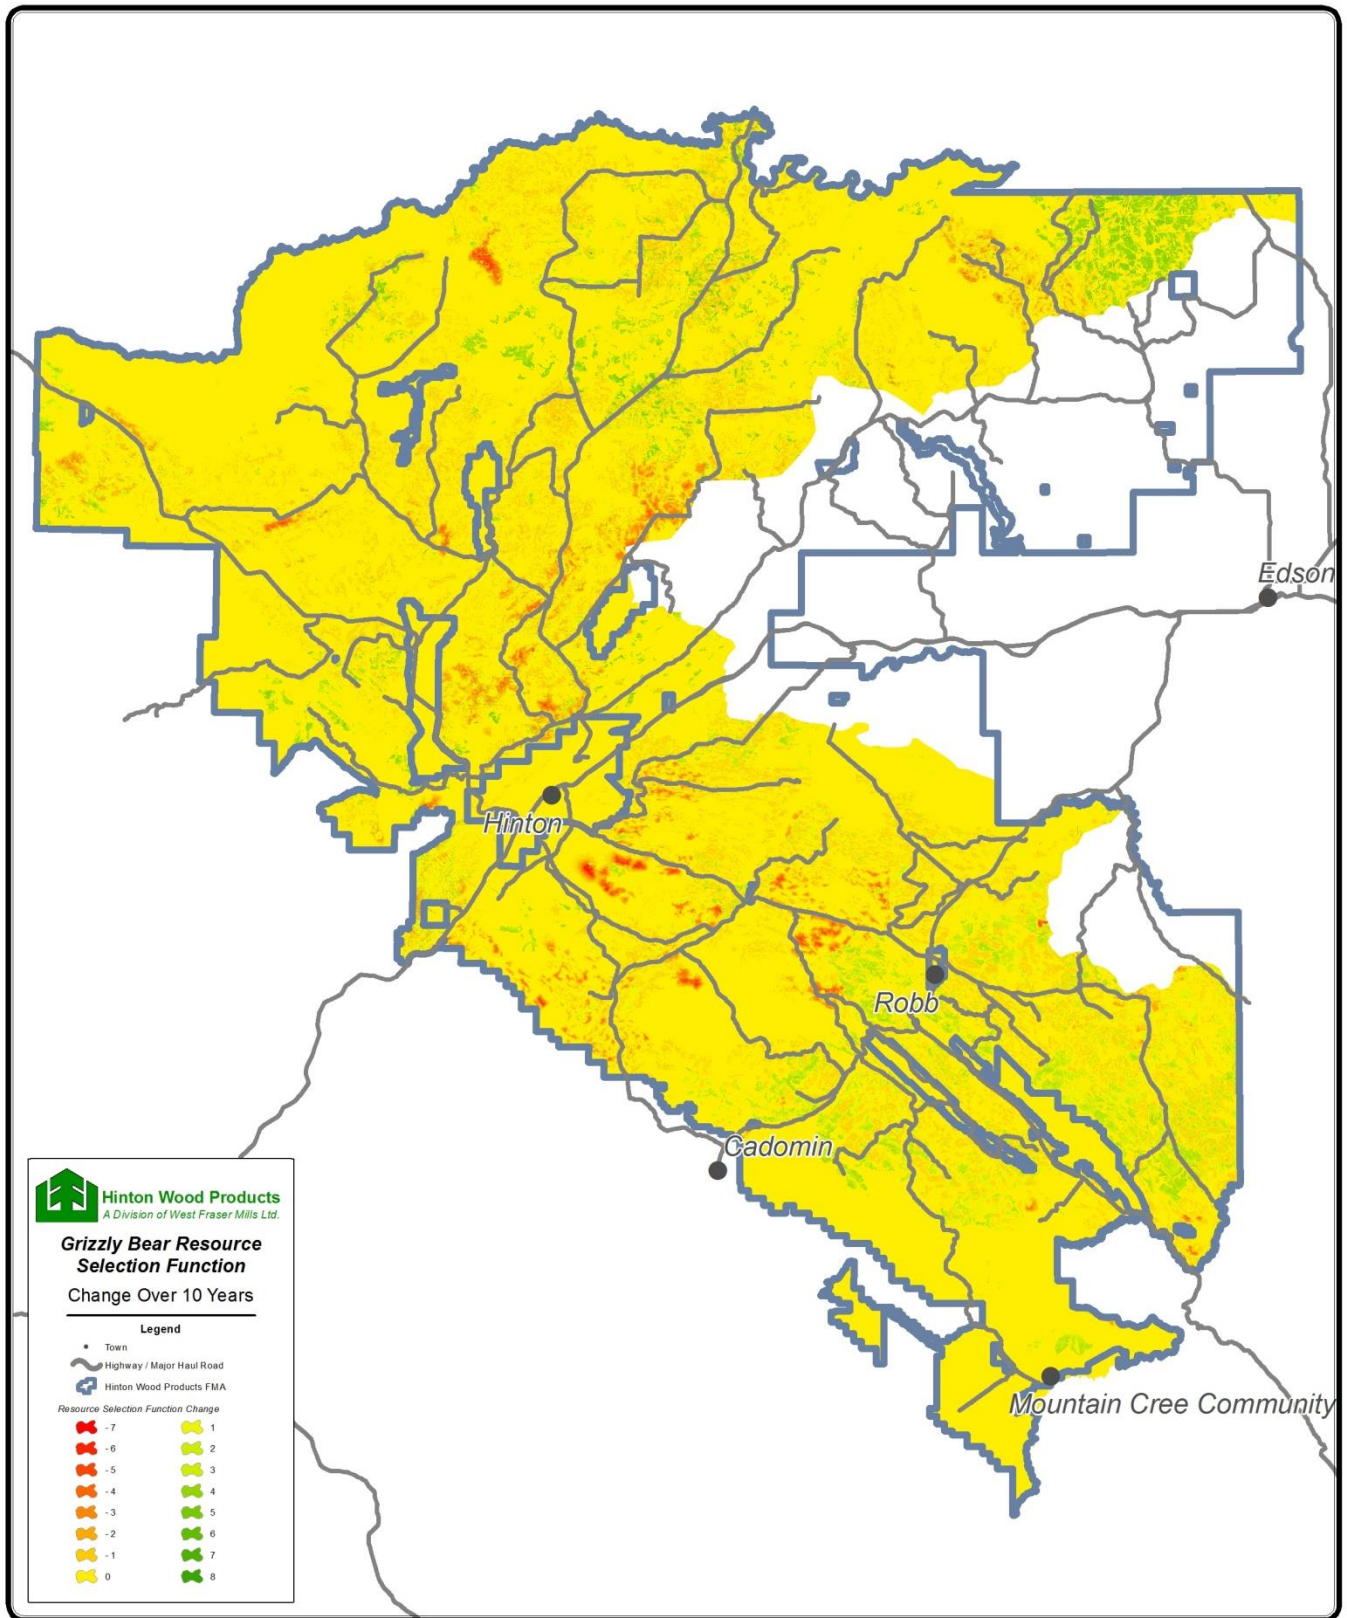 Edson
Hinton
Robb
Cadomin
Mountain Cree Community
Hinton Wood Products
A Division of West Fraser Mills Ltd.
Grizzly Bear Resource
Selection Function
Change Over 10 Years
Legend
Town
Highway / Major Haul Road
Hinton Wood Products FMA
Resource Selection Function Change
-7 1
-6 2
-5 3
-4 4
-3 5
-2 6
-1 7
0 8